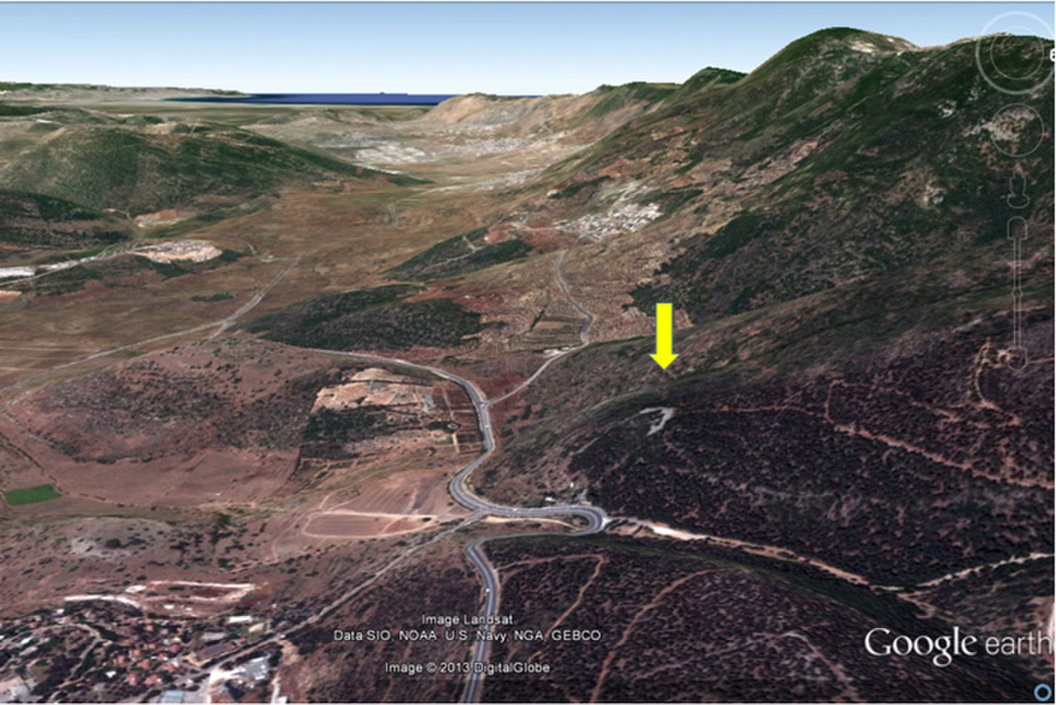 Image Landsat
Data SIO, NOAA, U.S. Navy, NGA, GEBCO
Image © 2013 DigitalGlobe
Google earth